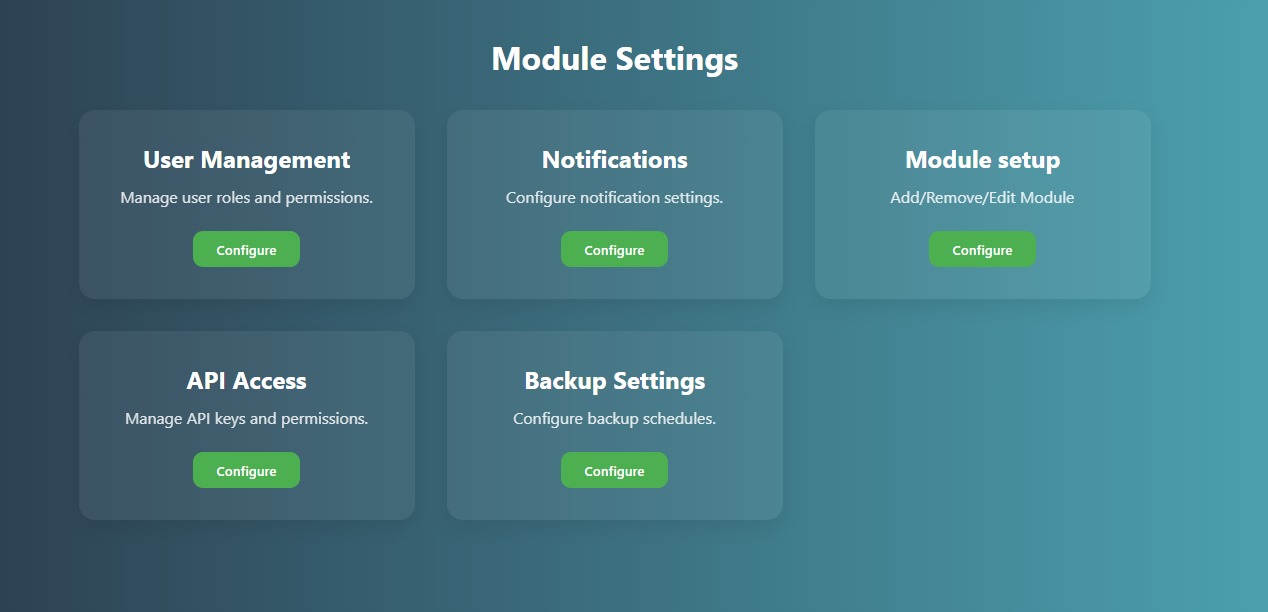 Module Settings
User Management
Manage user roles and permissions.
Configure
Notifications
Configure notification settings.
Configure
Module setup
Add/Remove/Edit Module
Configure
API Access
Manage API keys and permissions.
Configure
Backup Settings
Configure backup schedules.
Configure